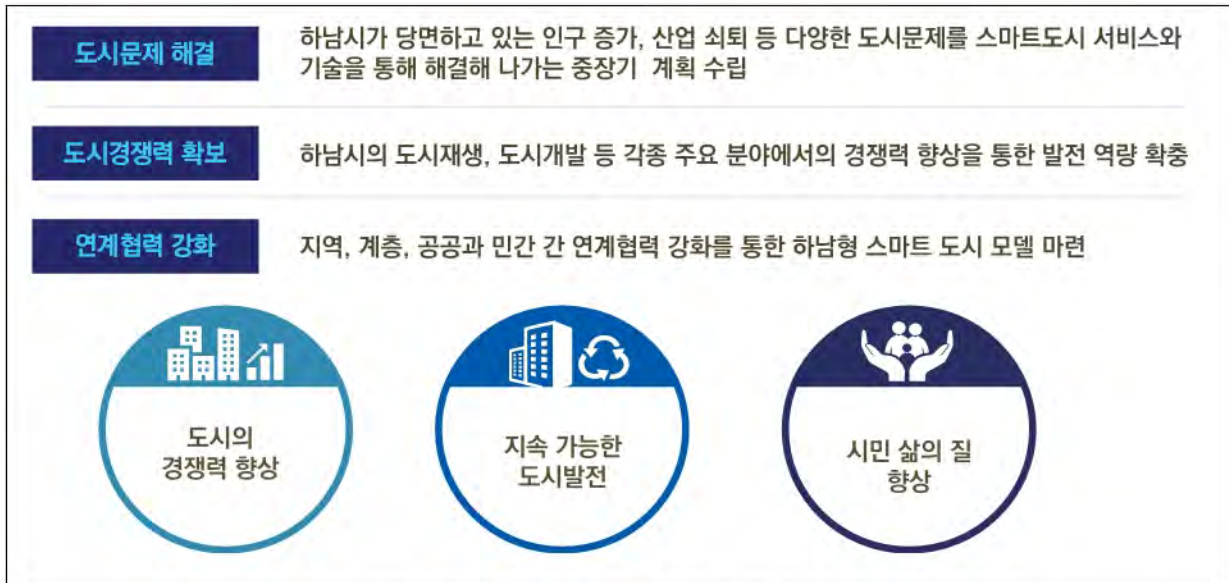 도시문제 해결
하남시가 당면하고 있는 인구 증가, 산업 쇠퇴 등 다양한 도시문제를 스마트도시 서비스와
기술을 통해 해결해 나가는 중장기 계획 수립
도시경쟁력 확보
하남시의 도시재생, 도시개발 등 각종 주요 분야에서의 경쟁력 향상을 통한 발전 역량 확충
연계협력 강화
지역, 계층, 공공과 민간 간 연계협력 강화를 통한 하남형 스마트 도시 모델 마련
도시의
경쟁력 향상
지속 가능한
도시발전
시민 삶의 질
향상